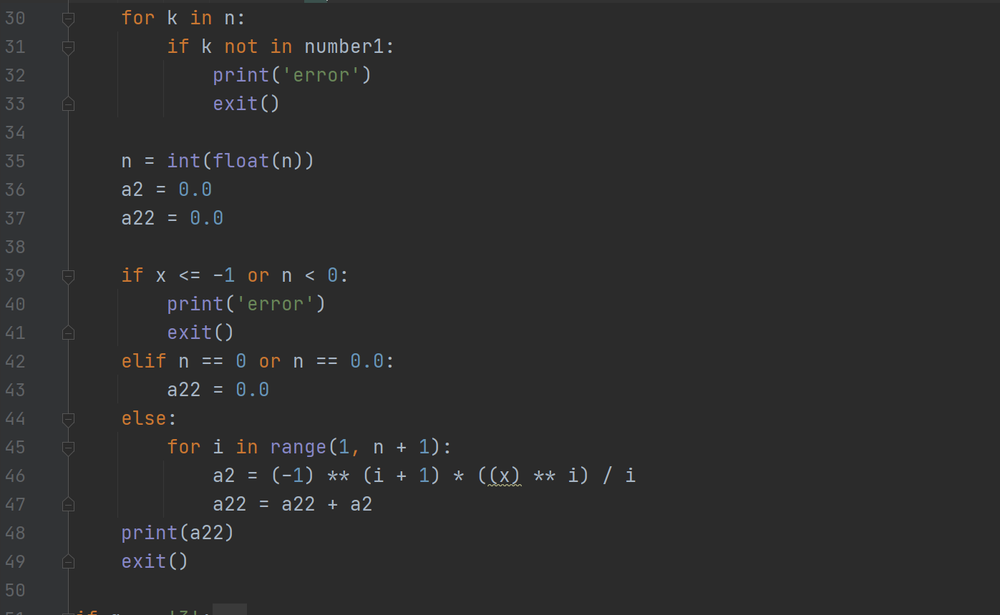 30 for k in n:
31 if k not in number1:
32 print('error')
33 exit()
34
35 n = int(float(n))
36 a2 = 0.0
37 a22 = 0.0
38
39 if x <= -1 or n < 0:
40 print('error')
41 exit()
42 elif n == 0 or n == 0.0:
43 a22 = 0.0
44 else:
45 for i in range(1, n + 1):
46 a2 = (-1) ** (i + 1) * ((x) ** i) / i
47 a22 = a22 + a2
48 print(a22)
49 exit()
50